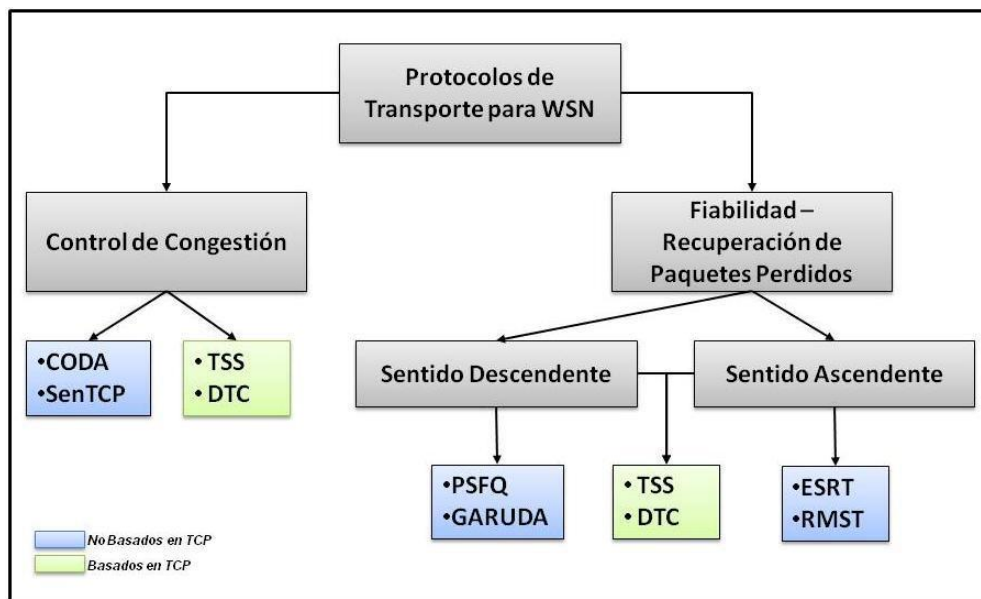 Protocolos de
Transporte para WSN
Control de Congestión
Fiabilidad –
Recuperación de
Paquetes Perdidos
•CODA
•SenTCP
• TSS
• DTC
Sentido Descendente
Sentido Ascendente
•PSFQ
•GARUDA
• TSS
• DTC
•ESRT
•RMST
No Basados en TCP
Basados en TCP